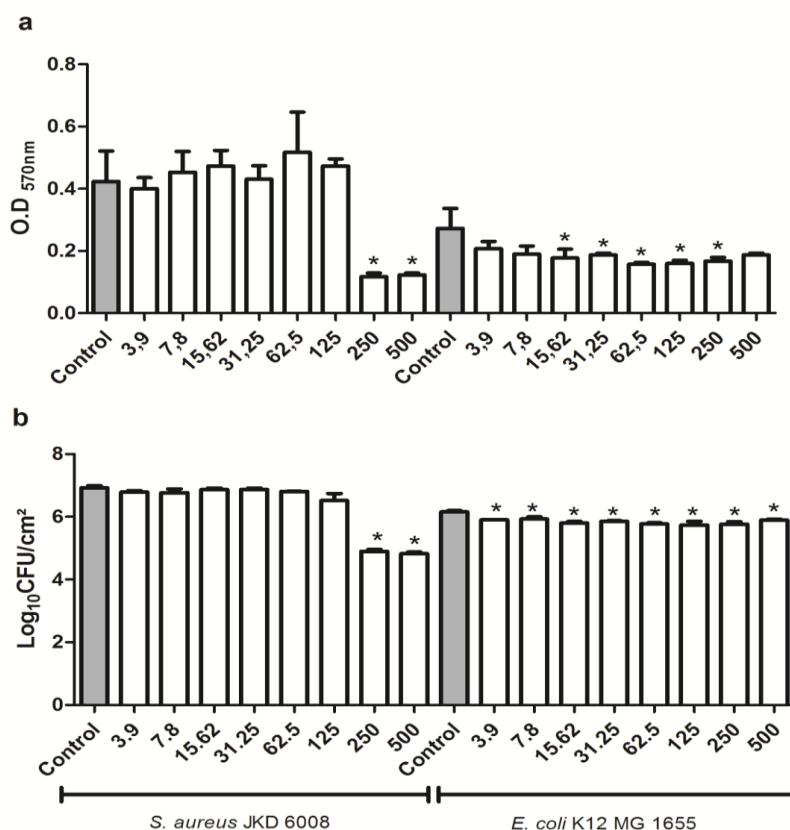 a
O.D 570nm
0.8
0.6
0.4
0.2
0.0
Control 3,9 7,8 15,62 31,25 62,5 125 250 500 Control 3,9 7,8 15,62 31,25 62,5 125 250 500
* * * * * * *
b
Log₁₀CFU/cm²
8
6
4
2
0
* * * * * * * * * *
Control 3.9 7.8 15.62 31.25 62.5 125 250 500 Control 3.9 7.8 15.62 31.25 62.5 125 250 500
S. aureus JKD 6008 E. coli K12 MG 1655